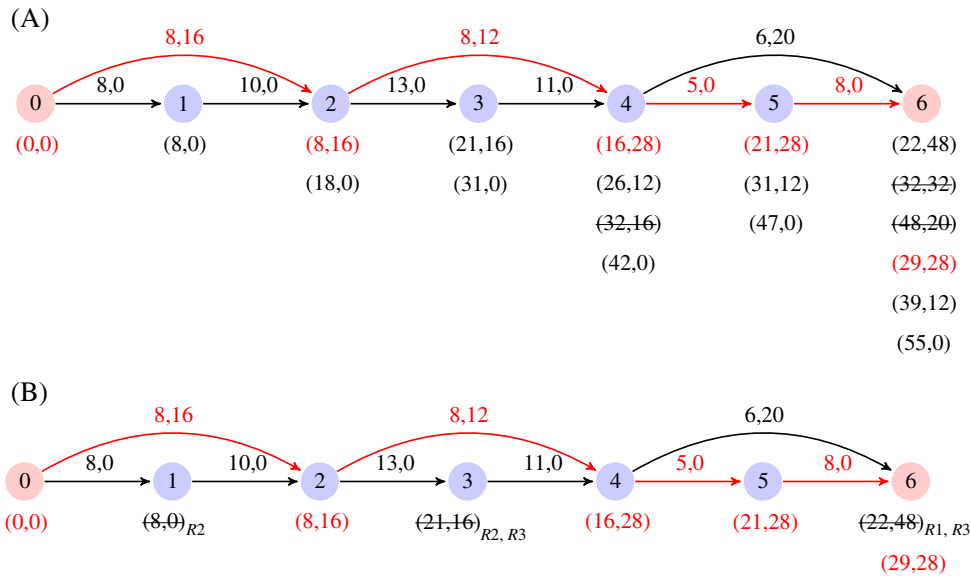 (A)
8,16 8,12 6,20
8,0 10,0 13,0 11,0 5,0 8,0
0 1 2 3 4 5 6
(0,0) (8,0) (8,16) (21,16) (16,28) (21,28) (22,48)
(18,0) (31,0) (26,12) (31,12) (32,32)
(32,16) (47,0) (48,20)
(42,0) (29,28)
(39,12)
(55,0)
(B)
8,16 8,12 6,20
8,0 10,0 13,0 11,0 5,0 8,0
0 1 2 3 4 5 6
(0,0) (8,0)R2 (8,16) (21,16)R2, R3 (16,28) (21,28) (22,48)R1, R3
(29,28)